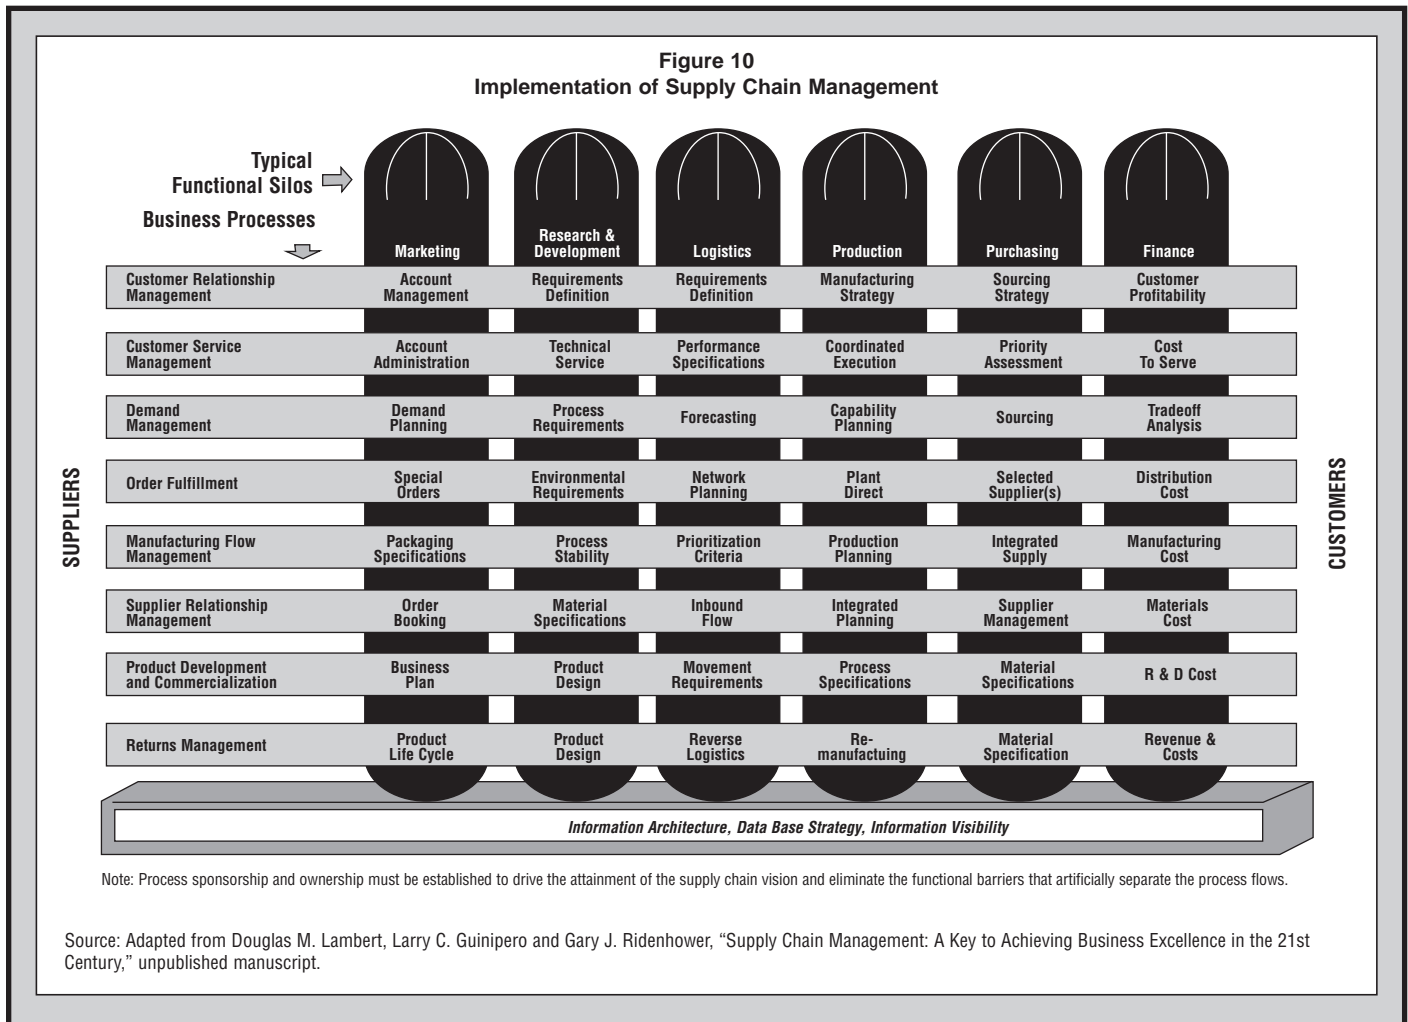 Figure 10
Implementation of Supply Chain Management
Typical
Functional Silos
Business Processes
Marketing
Research &
Development
Logistics
Production
Purchasing
Finance
Customer Relationship
Management
Account
Management
Requirements
Definition
Requirements
Definition
Manufacturing
Strategy
Sourcing
Strategy
Customer
Profitability
Customer Service
Management
Account
Administration
Technical
Service
Performance
Specifications
Coordinated
Execution
Priority
Assessment
Cost
To Serve
Demand
Management
Demand
Planning
Process
Requirements
Forecasting
Capability
Planning
Sourcing
Tradeoff
Analysis
Order Fulfillment
Special
Orders
Environmental
Requirements
Network
Planning
Plant
Direct
Selected
Supplier(s)
Distribution
Cost
Manufacturing Flow
Management
Packaging
Specifications
Process
Stability
Prioritization
Criteria
Production
Planning
Integrated
Supply
Manufacturing
Cost
Supplier Relationship
Management
Order
Booking
Material
Specifications
Inbound
Flow
Integrated
Planning
Supplier
Management
Materials
Cost
Product Development
and Commercialization
Business
Plan
Product
Design
Movement
Requirements
Process
Specifications
Material
Specifications
R & D Cost
Returns Management
Product
Life Cycle
Product
Design
Reverse
Logistics
Re-
manufactuing
Material
Specification
Revenue &
Costs
SUPPLIERS
CUSTOMERS
Information Architecture, Data Base Strategy, Information Visibility
Note: Process sponsorship and ownership must be established to drive the attainment of the supply chain vision and eliminate the functional barriers that artificially separate the process flows.
Source: Adapted from Douglas M. Lambert, Larry C. Guinipero and Gary J. Ridenhower, “Supply Chain Management: A Key to Achieving Business Excellence in the 21st
Century,” unpublished manuscript.